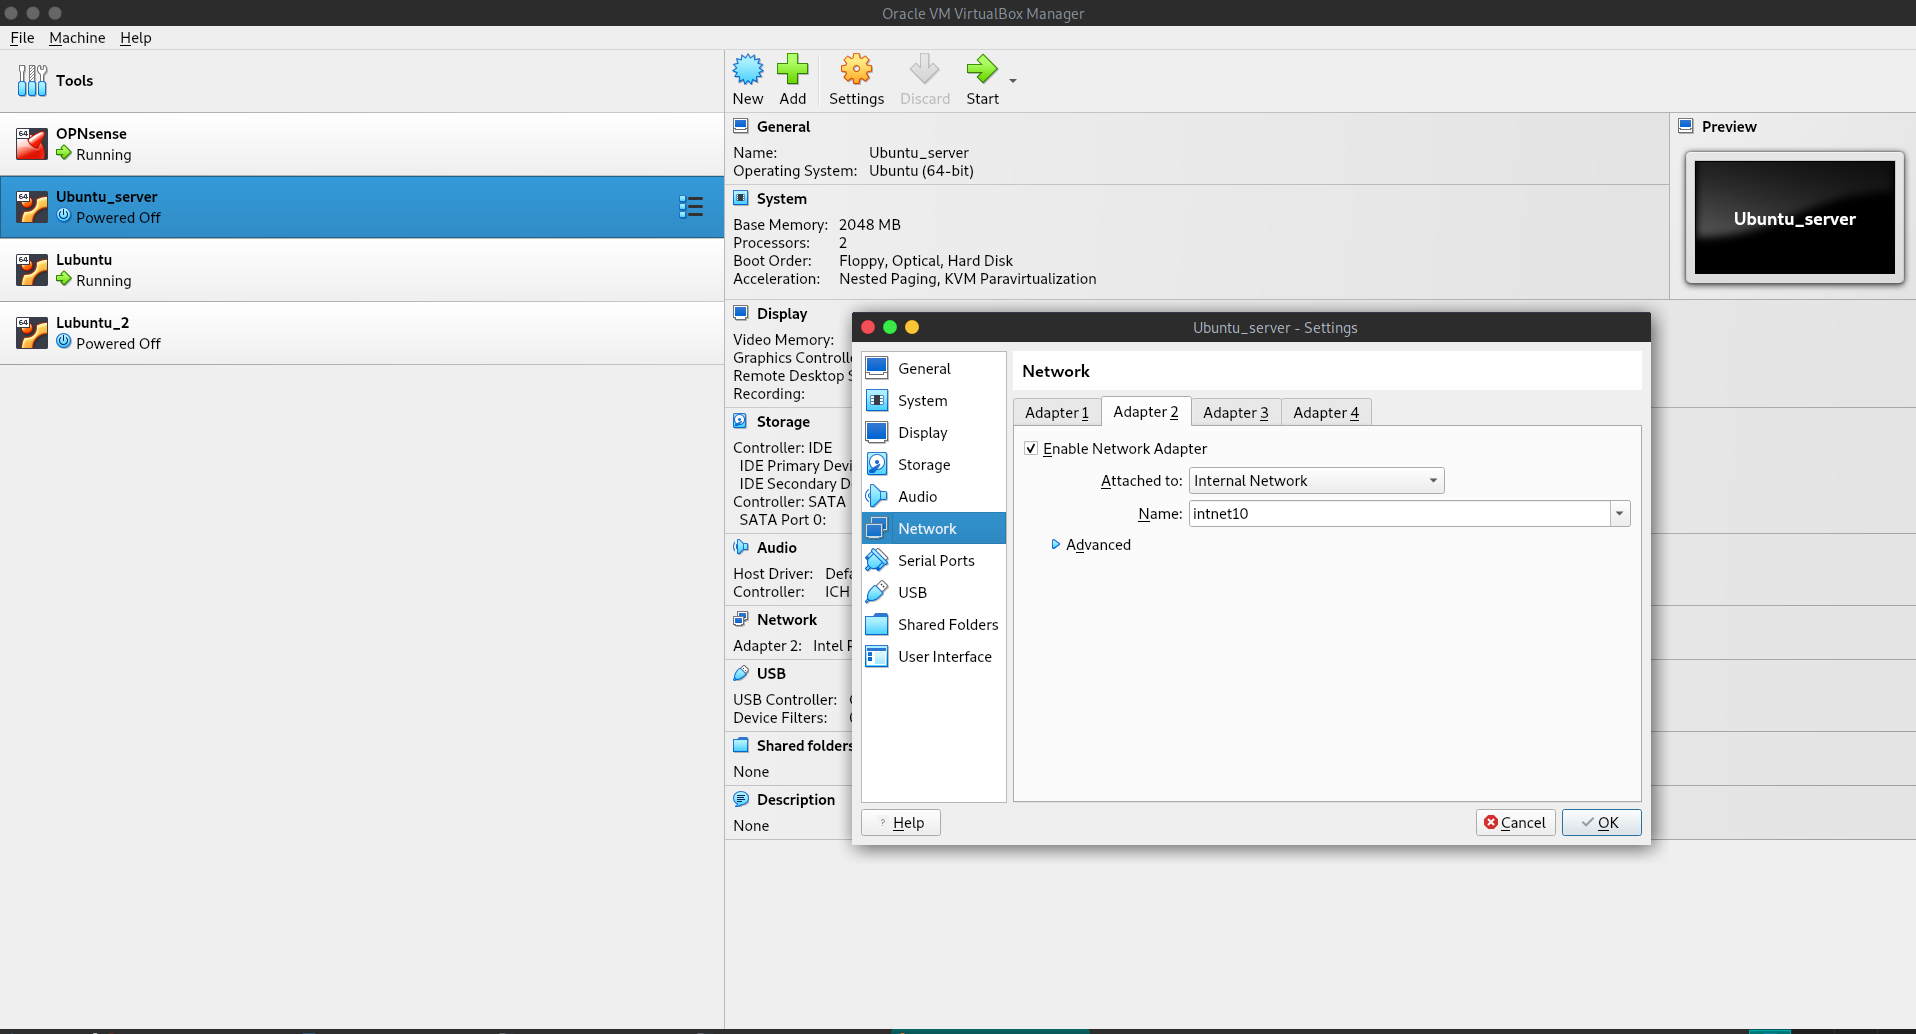 Oracle VM VirtualBox Manager
File Machine Help
Tools
New Add Settings Discard Start
64 OPNsense
Running
64 Ubuntu_server
Powered Off
64 Lubuntu
Running
64 Lubuntu_2
Powered Off
General
Name: Ubuntu_server
Operating System: Ubuntu (64-bit)
Preview
Ubuntu_server
System
Base Memory: 2048 MB
Processors: 2
Boot Order: Floppy, Optical, Hard Disk
Acceleration: Nested Paging, KVM Paravirtualization
Display
Video Memory:
Graphics Controlle
Remote Desktop S
Recording:
Storage
Controller: IDE
IDE Primary Devi
IDE Secondary D
Controller: SATA
SATA Port 0:
Audio
Host Driver: Defa
Controller: ICH
Network
Adapter 2: Intel P
USB
USB Controller:
Device Filters:
Shared folders
None
Description
None
Ubuntu_server - Settings
General
System
Display
Storage
Audio
Network
Serial Ports
USB
Shared Folders
User Interface
Network
Adapter 1 Adapter 2 Adapter 3 Adapter 4
Enable Network Adapter
Attached to: Internal Network
Name: intnet10
Advanced
? Help
Cancel OK